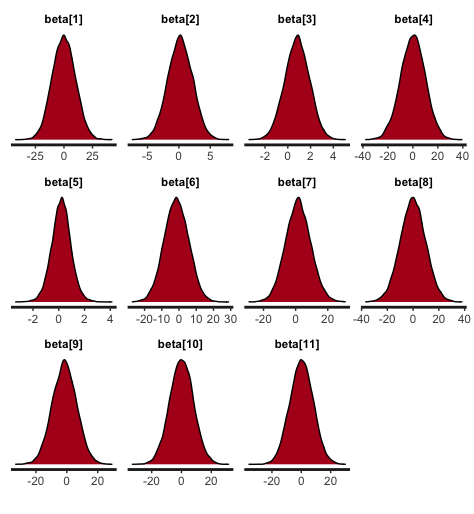 beta[1] beta[2] beta[3] beta[4]
-25 0 25 -5 0 5 -2 0 2 4 -40 -20 0 20 40
beta[5] beta[6] beta[7] beta[8]
-2 0 2 4 -20 -10 0 10 20 30 -20 0 20 -40 -20 0 20 40
beta[9] beta[10] beta[11]
-20 0 20 -20 0 20 -20 0 20